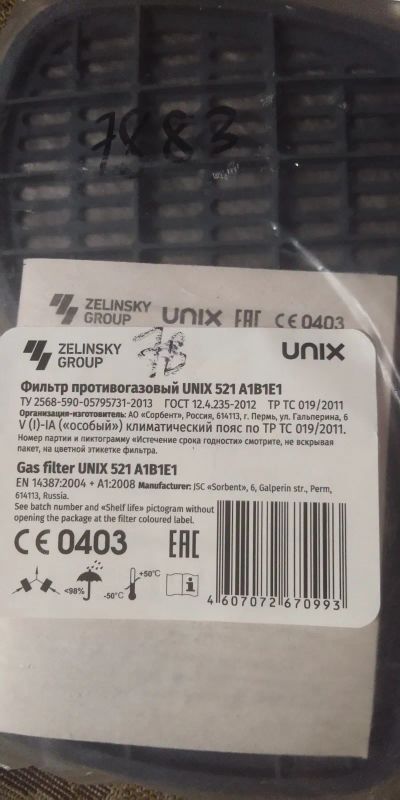 7883
ZELINSKY
GROUP
UNIX EAC CE 0403
ZELINSKY
GROUP
78
UNIX
Фильтр противогазовый UNIX 521 A1B1E1
ТУ 2568-590-05795731-2013 ГОСТ 12.4.235-2012 ТР ТС 019/2011
Организация-изготовитель: АО «Сорбент», Россия, 614113, г. Пермь, ул. Гальперина, 6
V (I)-IA («особый») климатический пояс по ТР ТС 019/2011.
Номер партии и пиктограмму «Истечение срока годности» смотрите, не вскрывая
пакет, на цветной этикетке фильтра.
Gas filter UNIX 521 A1B1E1
EN 14387:2004 + A1:2008 Manufacturer: JSC «Sorbent», 6, Galperin str., Perm,
614113, Russia.
See batch number and «Shelf life» pictogram without
opening the package at the filter coloured label.
CE 0403 EAC
<98% -50°C +50°C
4 607072 670993